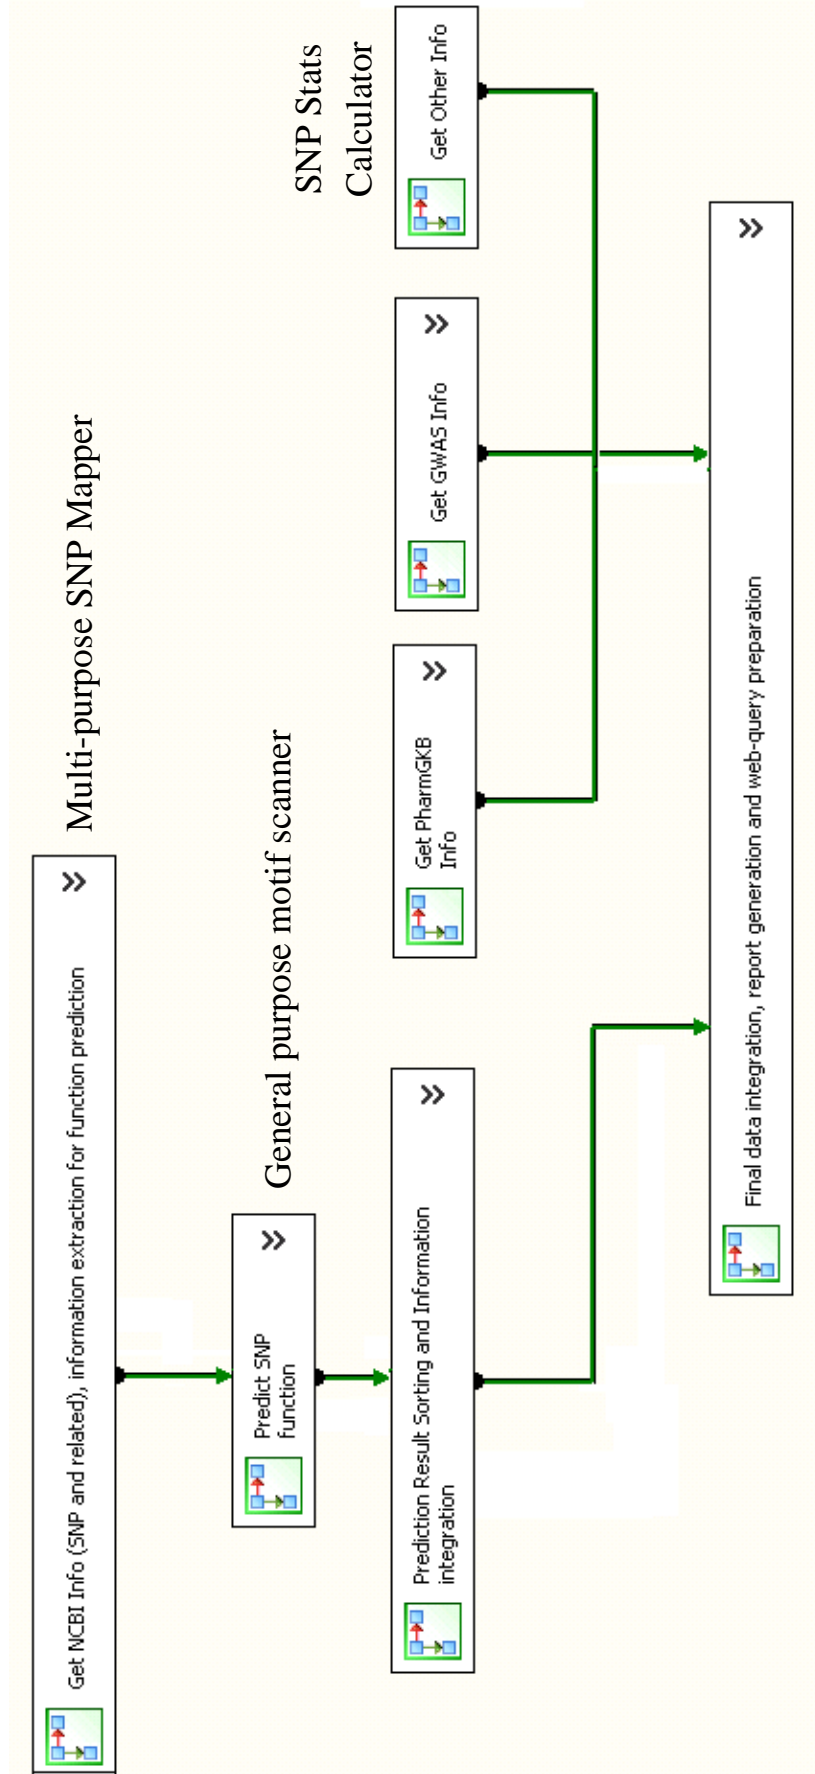 Get NCBI Info (SNP and related), information extraction for function prediction
Multi-purpose SNP Mapper
Predict SNP
function
General purpose motif scanner
Prediction Result Sorting and Information
integration
Get PharmGKB
Info
Get GWAS Info
SNP Stats
Calculator
Get Other Info
Final data integration, report generation and web-query preparation